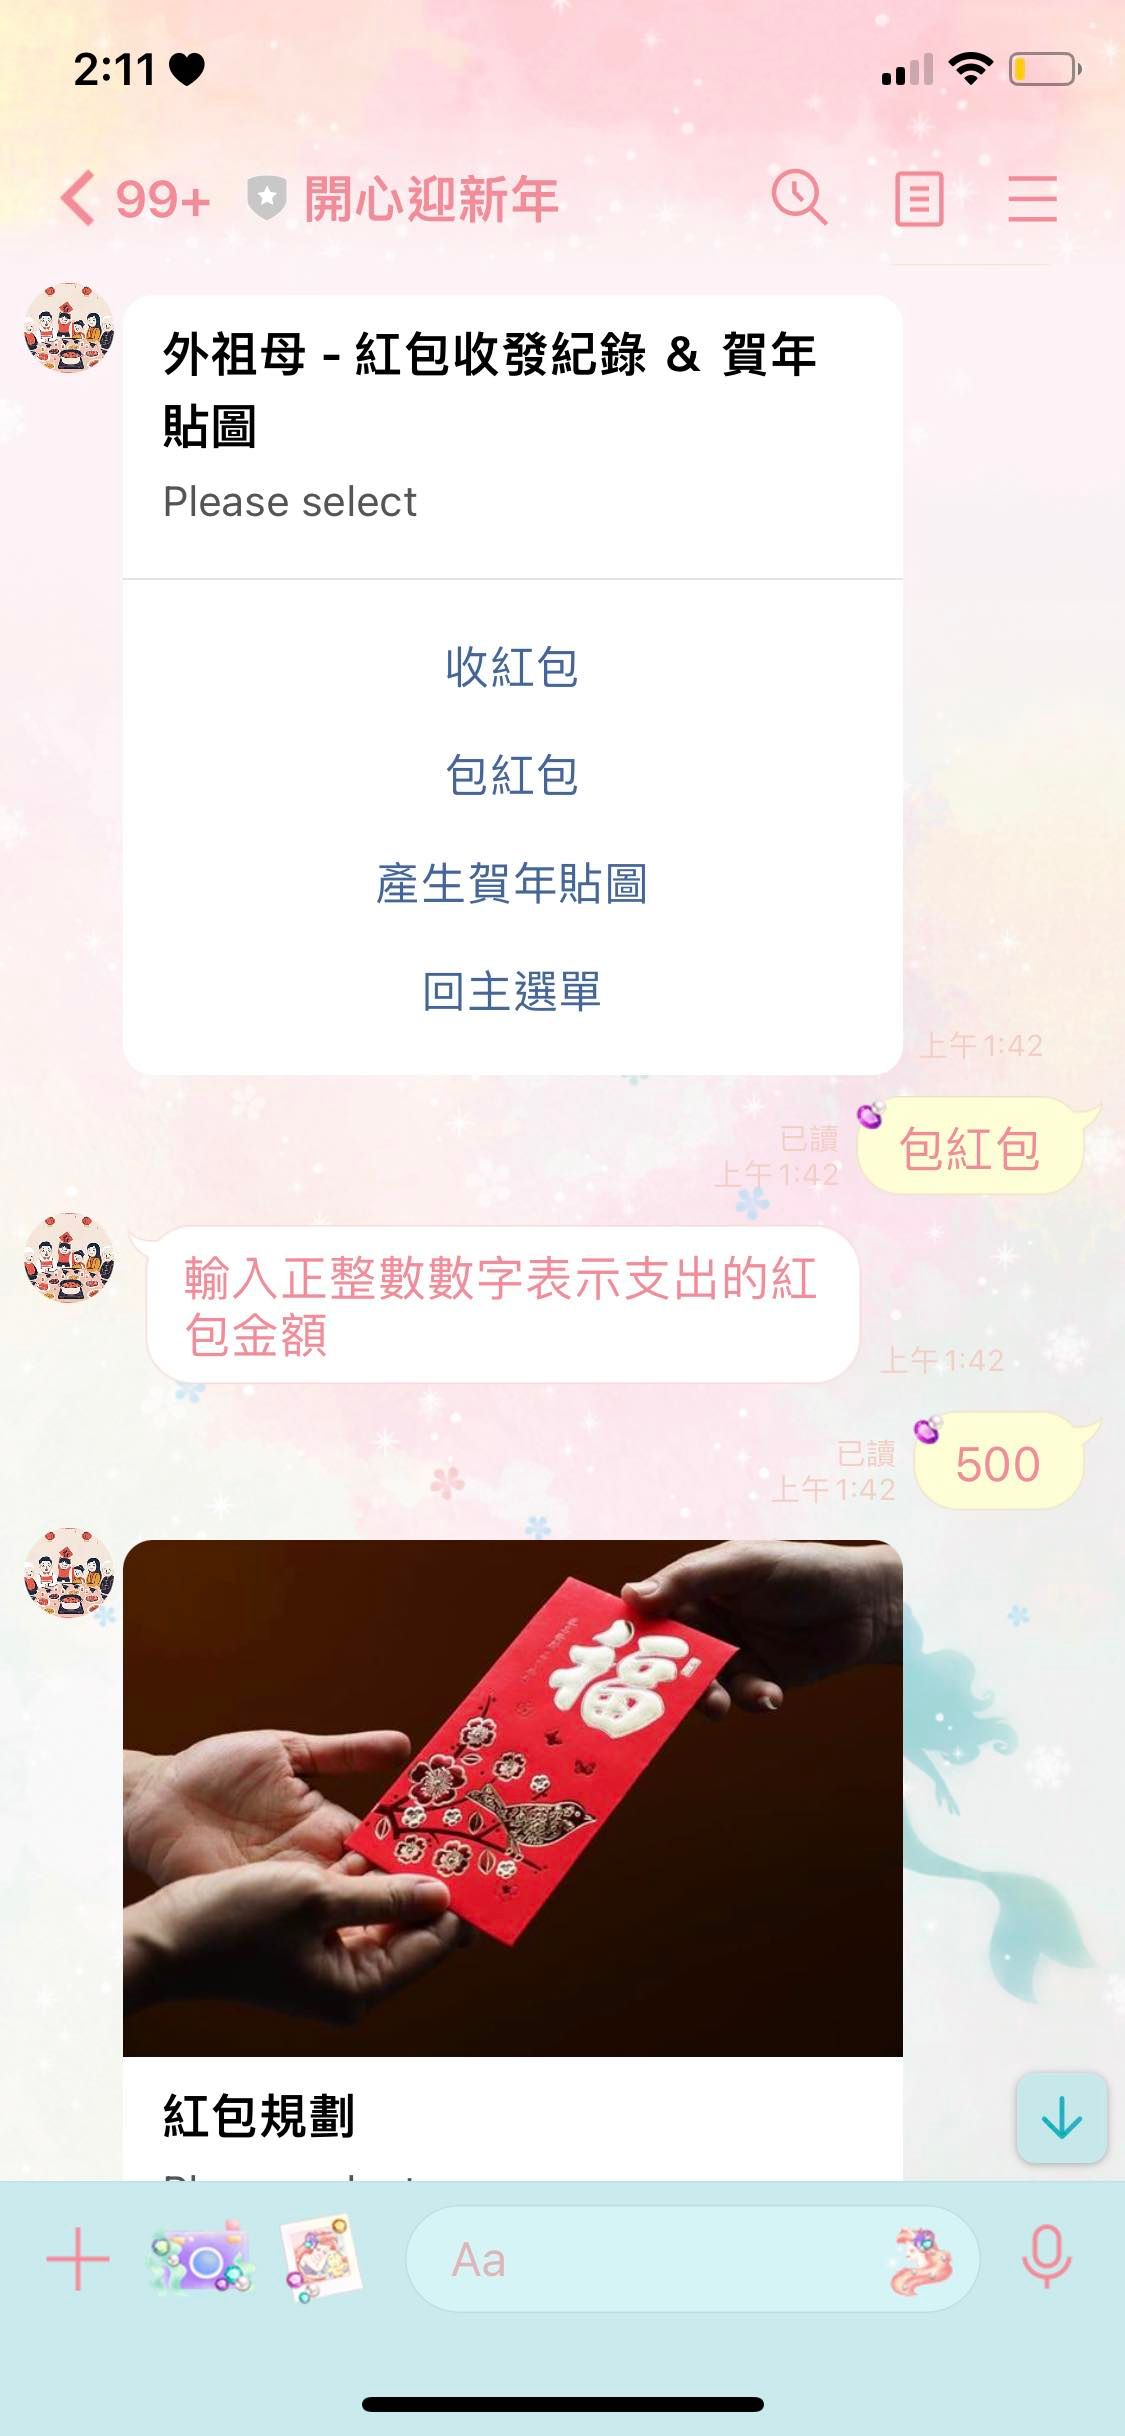 2:11
99+ 開心迎新年
外祖母 - 紅包收發紀錄 & 賀年
貼圖
Please select
收紅包
包紅包
產生賀年貼圖
回主選單
上午 1:42
已讀
上午 1:42
包紅包
輸入正整數數字表示支出的紅
包金額
上午 1:42
已讀
上午 1:42
500
福
紅包規劃
Aa